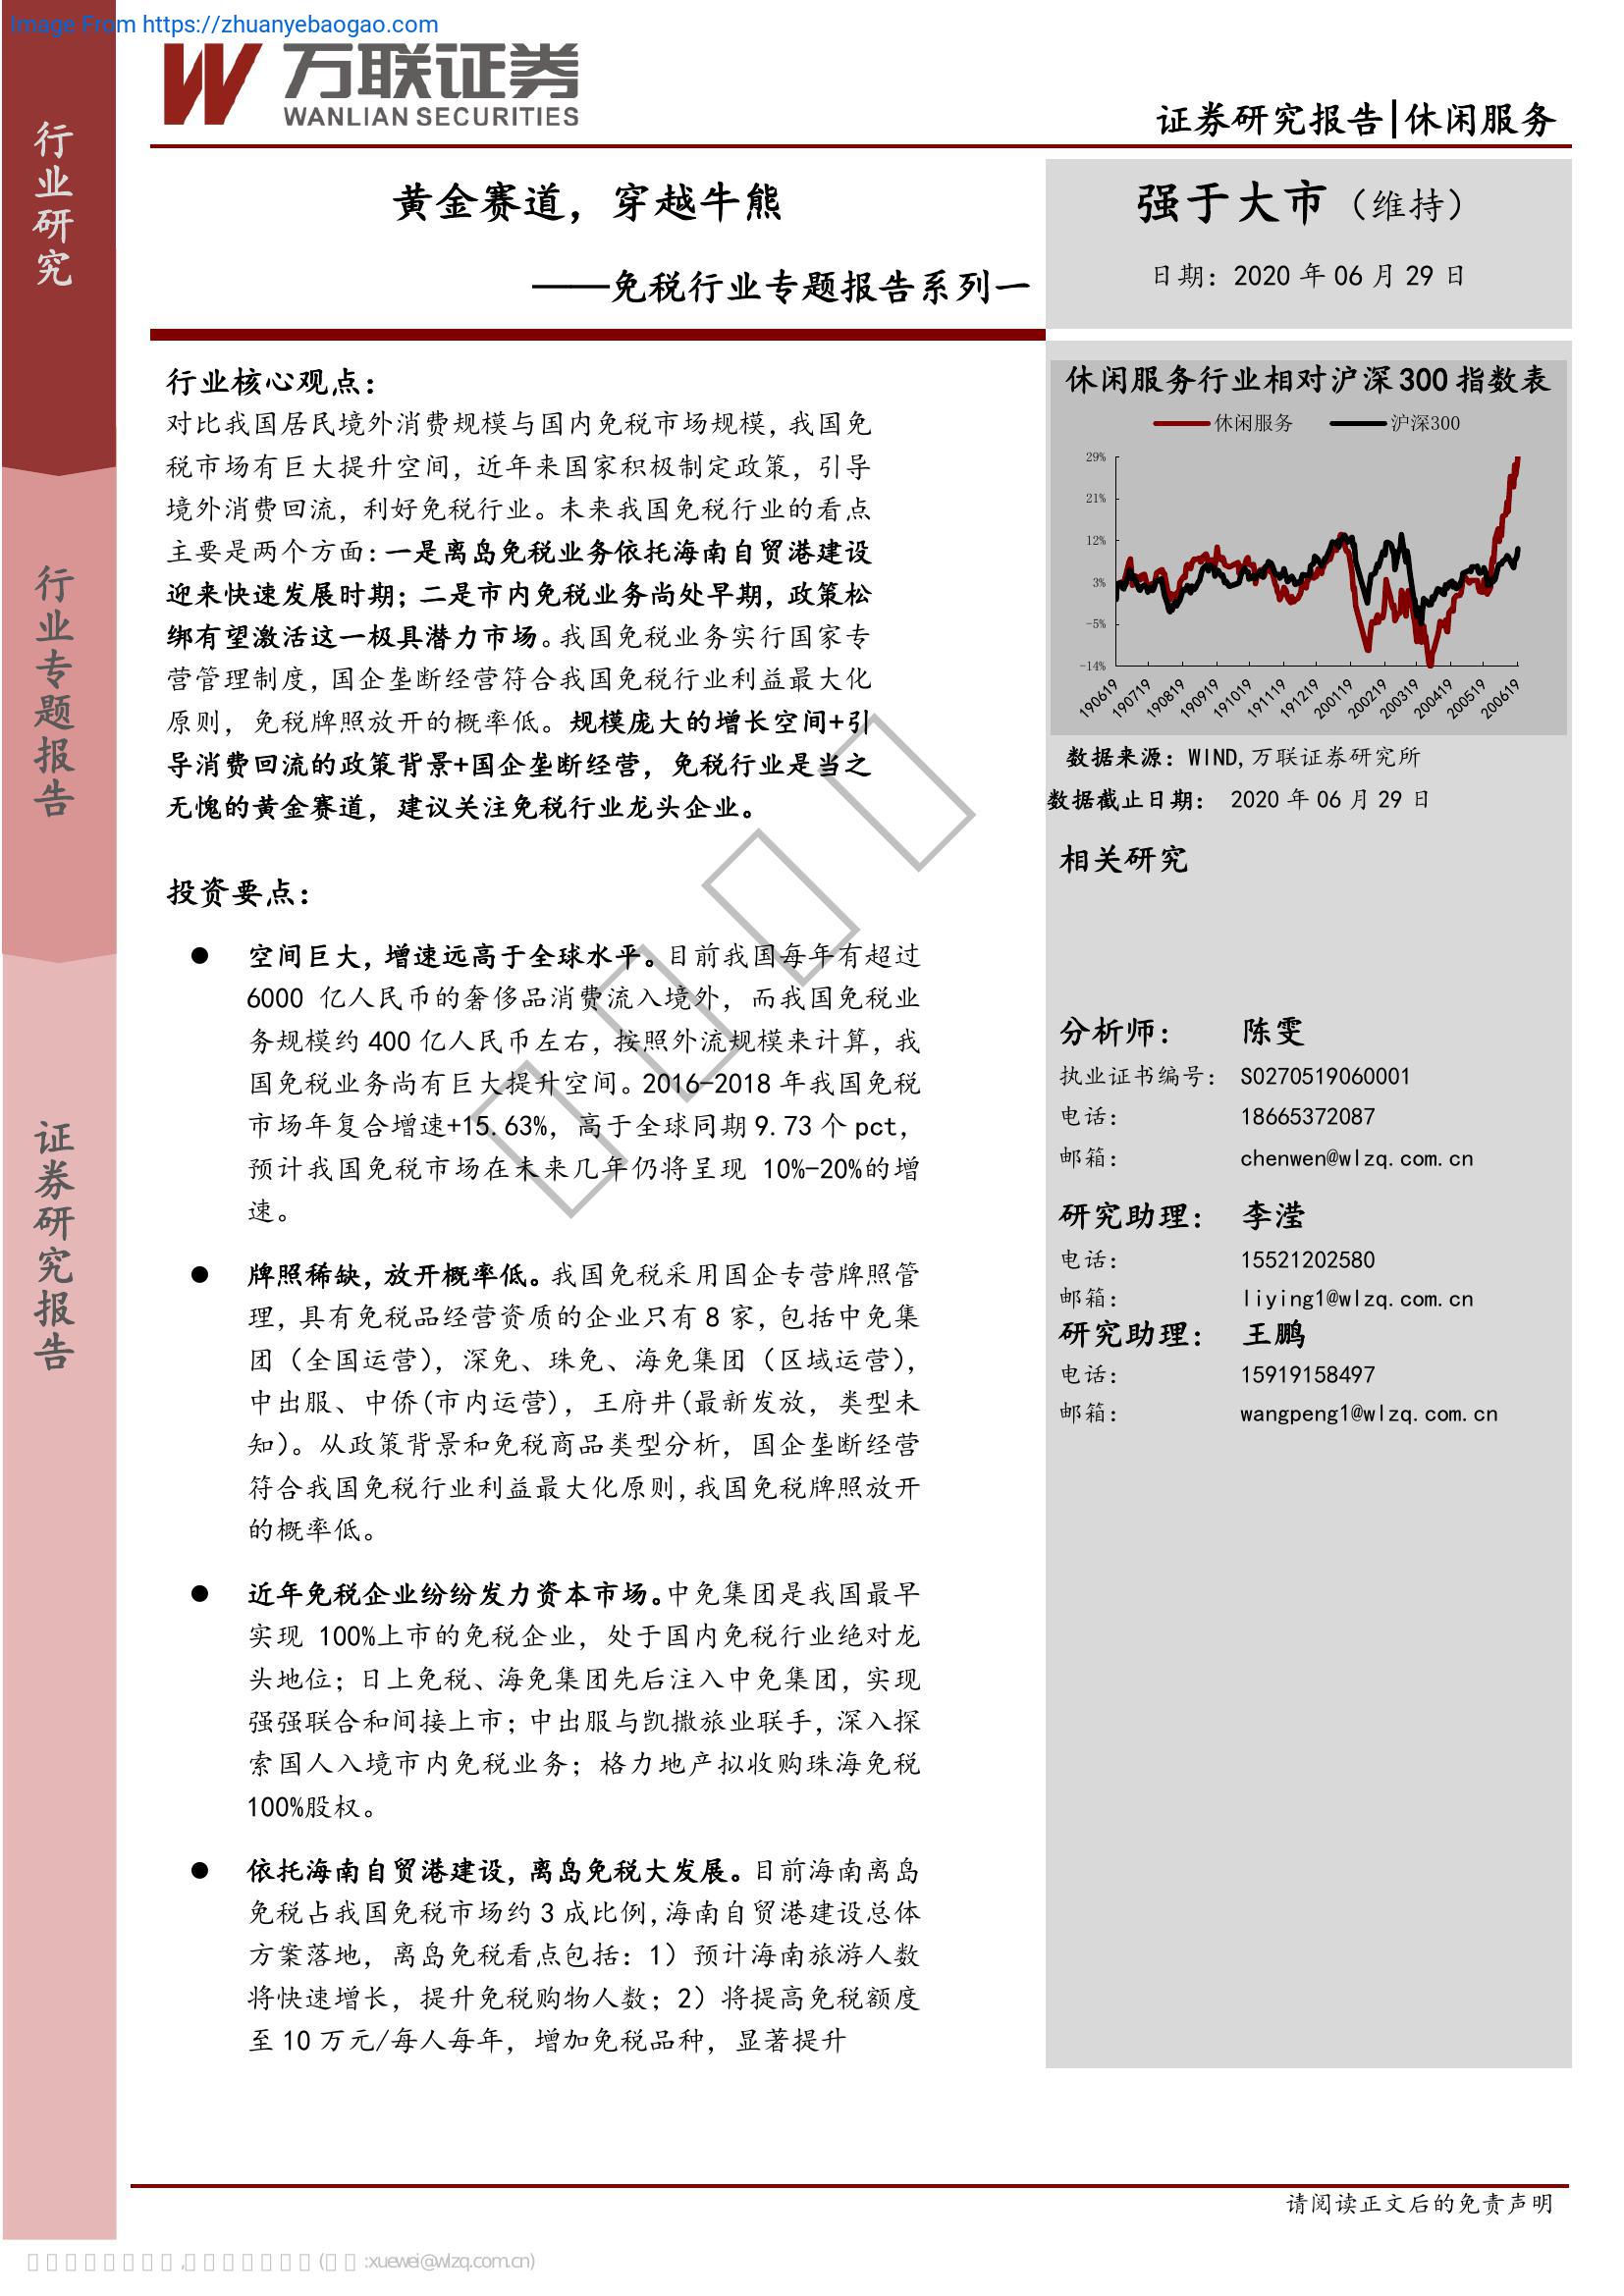 Image From https://zhuanyebaogao.com
万联证券
WANLIAN SECURITIES
证券研究报告|休闲服务
行业研究
行业专题报告
证券研究报告
黄金赛道，穿越牛熊
——免税行业专题报告系列一
强于大市（维持）
日期：2020 年 06 月 29 日
行业核心观点：
对比我国居民境外消费规模与国内免税市场规模，我国免
税市场有巨大提升空间，近年来国家积极制定政策，引导
境外消费回流，利好免税行业。未来我国免税行业的看点
主要是两个方面：一是离岛免税业务依托海南自贸港建设
迎来快速发展时期；二是市内免税业务尚处早期，政策松
绑有望激活这一极具潜力市场。我国免税业务实行国家专
营管理制度，国企垄断经营符合我国免税行业利益最大化
原则，免税牌照放开的概率低。规模庞大的增长空间+引
导消费回流的政策背景+国企垄断经营，免税行业是当之
无愧的黄金赛道，建议关注免税行业龙头企业。
投资要点：
● 空间巨大，增速远高于全球水平。目前我国每年有超过
6000 亿人民币的奢侈品消费流入境外，而我国免税业
务规模约 400 亿人民币左右，按照外流规模来计算，我
国免税业务尚有巨大提升空间。2016-2018 年我国免税
市场年复合增速+15.63%，高于全球同期 9.73 个 pct，
预计我国免税市场在未来几年仍将呈现 10%-20%的增
速。
● 牌照稀缺，放开概率低。我国免税采用国企专营牌照管
理，具有免税品经营资质的企业只有 8 家，包括中免集
团（全国运营），深免、珠免、海免集团（区域运营），
中出服、中侨(市内运营)，王府井(最新发放，类型未
知)。从政策背景和免税商品类型分析，国企垄断经营
符合我国免税行业利益最大化原则,我国免税牌照放开
的概率低。
● 近年免税企业纷纷发力资本市场。中免集团是我国最早
实现 100%上市的免税企业，处于国内免税行业绝对龙
头地位；日上免税、海免集团先后注入中免集团，实现
强强联合和间接上市；中出服与凯撒旅业联手，深入探
索国人入境市内免税业务；格力地产拟收购珠海免税
100%股权。
● 依托海南自贸港建设，离岛免税大发展。目前海南离岛
免税占我国免税市场约 3 成比例,海南自贸港建设总体
方案落地，离岛免税看点包括：1）预计海南旅游人数
将快速增长，提升免税购物人数；2）将提高免税额度
至 10 万元/每人每年，增加免税品种，显著提升
休闲服务行业相对沪深 300 指数表
休闲服务 沪深300
29%
21%
12%
3%
-5%
-14%
190619 190719 190819 190919 191019 191119 191219 200119 200219 200319 200419 200519 200619
数据来源：WIND,万联证券研究所
数据截止日期： 2020 年 06 月 29 日
相关研究
分析师： 陈雯
执业证书编号： S0270519060001
电话： 18665372087
邮箱： chenwen@wlzq.com.cn
研究助理： 李滢
电话： 15521202580
邮箱： liying1@wlzq.com.cn
研究助理： 王鹏
电话： 15919158497
邮箱： wangpeng1@wlzq.com.cn
请阅读正文后的免责声明
:xuewei@wlzq.com.cn)